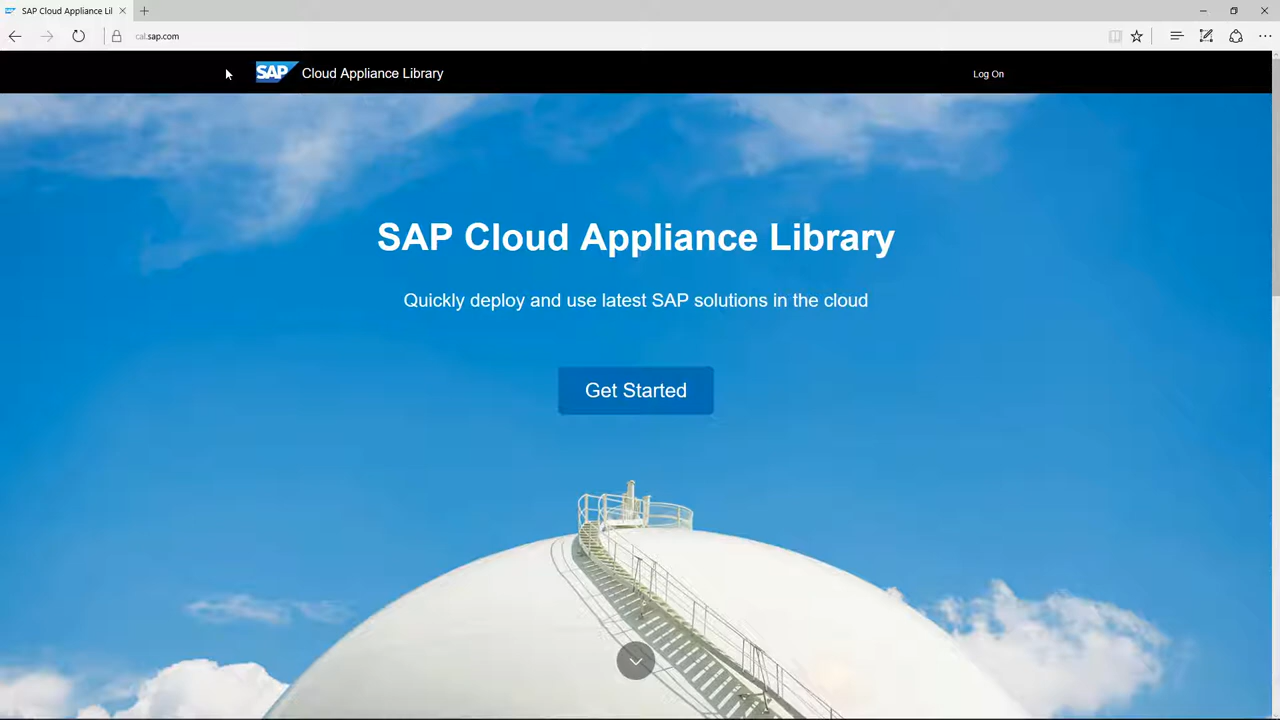 SAP Cloud Appliance Lil
cal.sap.com
SAP Cloud Appliance Library
Log On
SAP Cloud Appliance Library
Quickly deploy and use latest SAP solutions in the cloud
Get Started